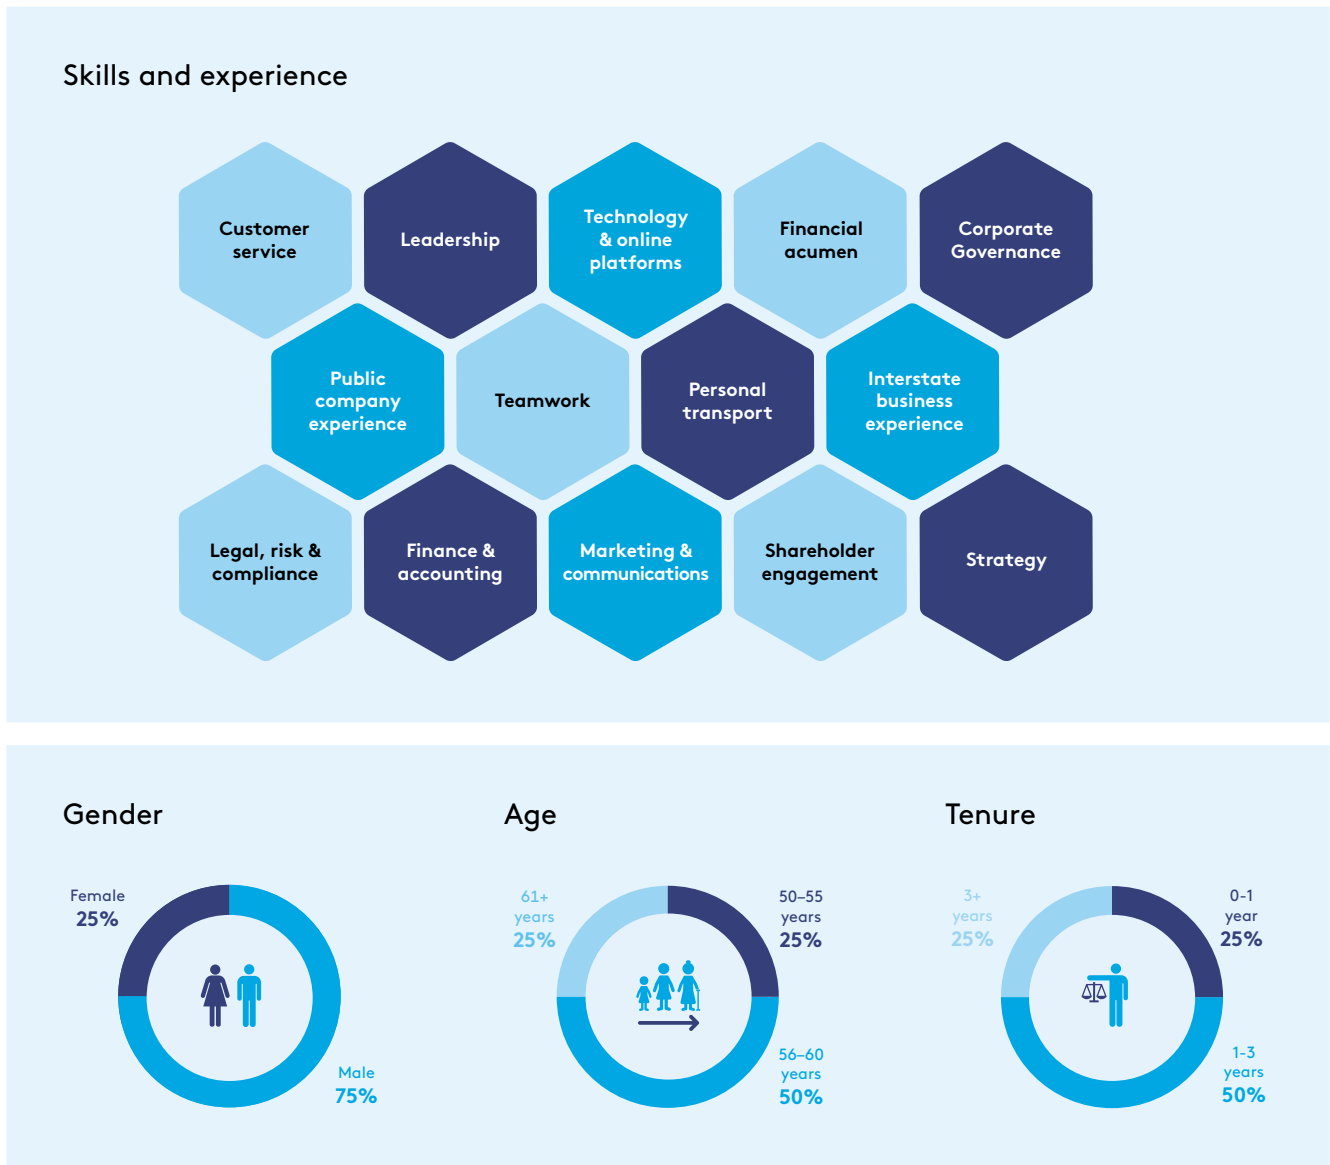 Skills and experience
Customer
service
Leadership
Technology
& online
platforms
Financial
acumen
Corporate
Governance
Public
company
experience
Teamwork
Personal
transport
Interstate
business
experience
Legal, risk &
compliance
Finance &
accounting
Marketing &
communications
Shareholder
engagement
Strategy
Gender
Female
25%
Male
75%
Age
61+
years
25%
50–55
years
25%
56–60
years
50%
Tenure
3+
years
25%
0-1
year
25%
1-3
years
50%